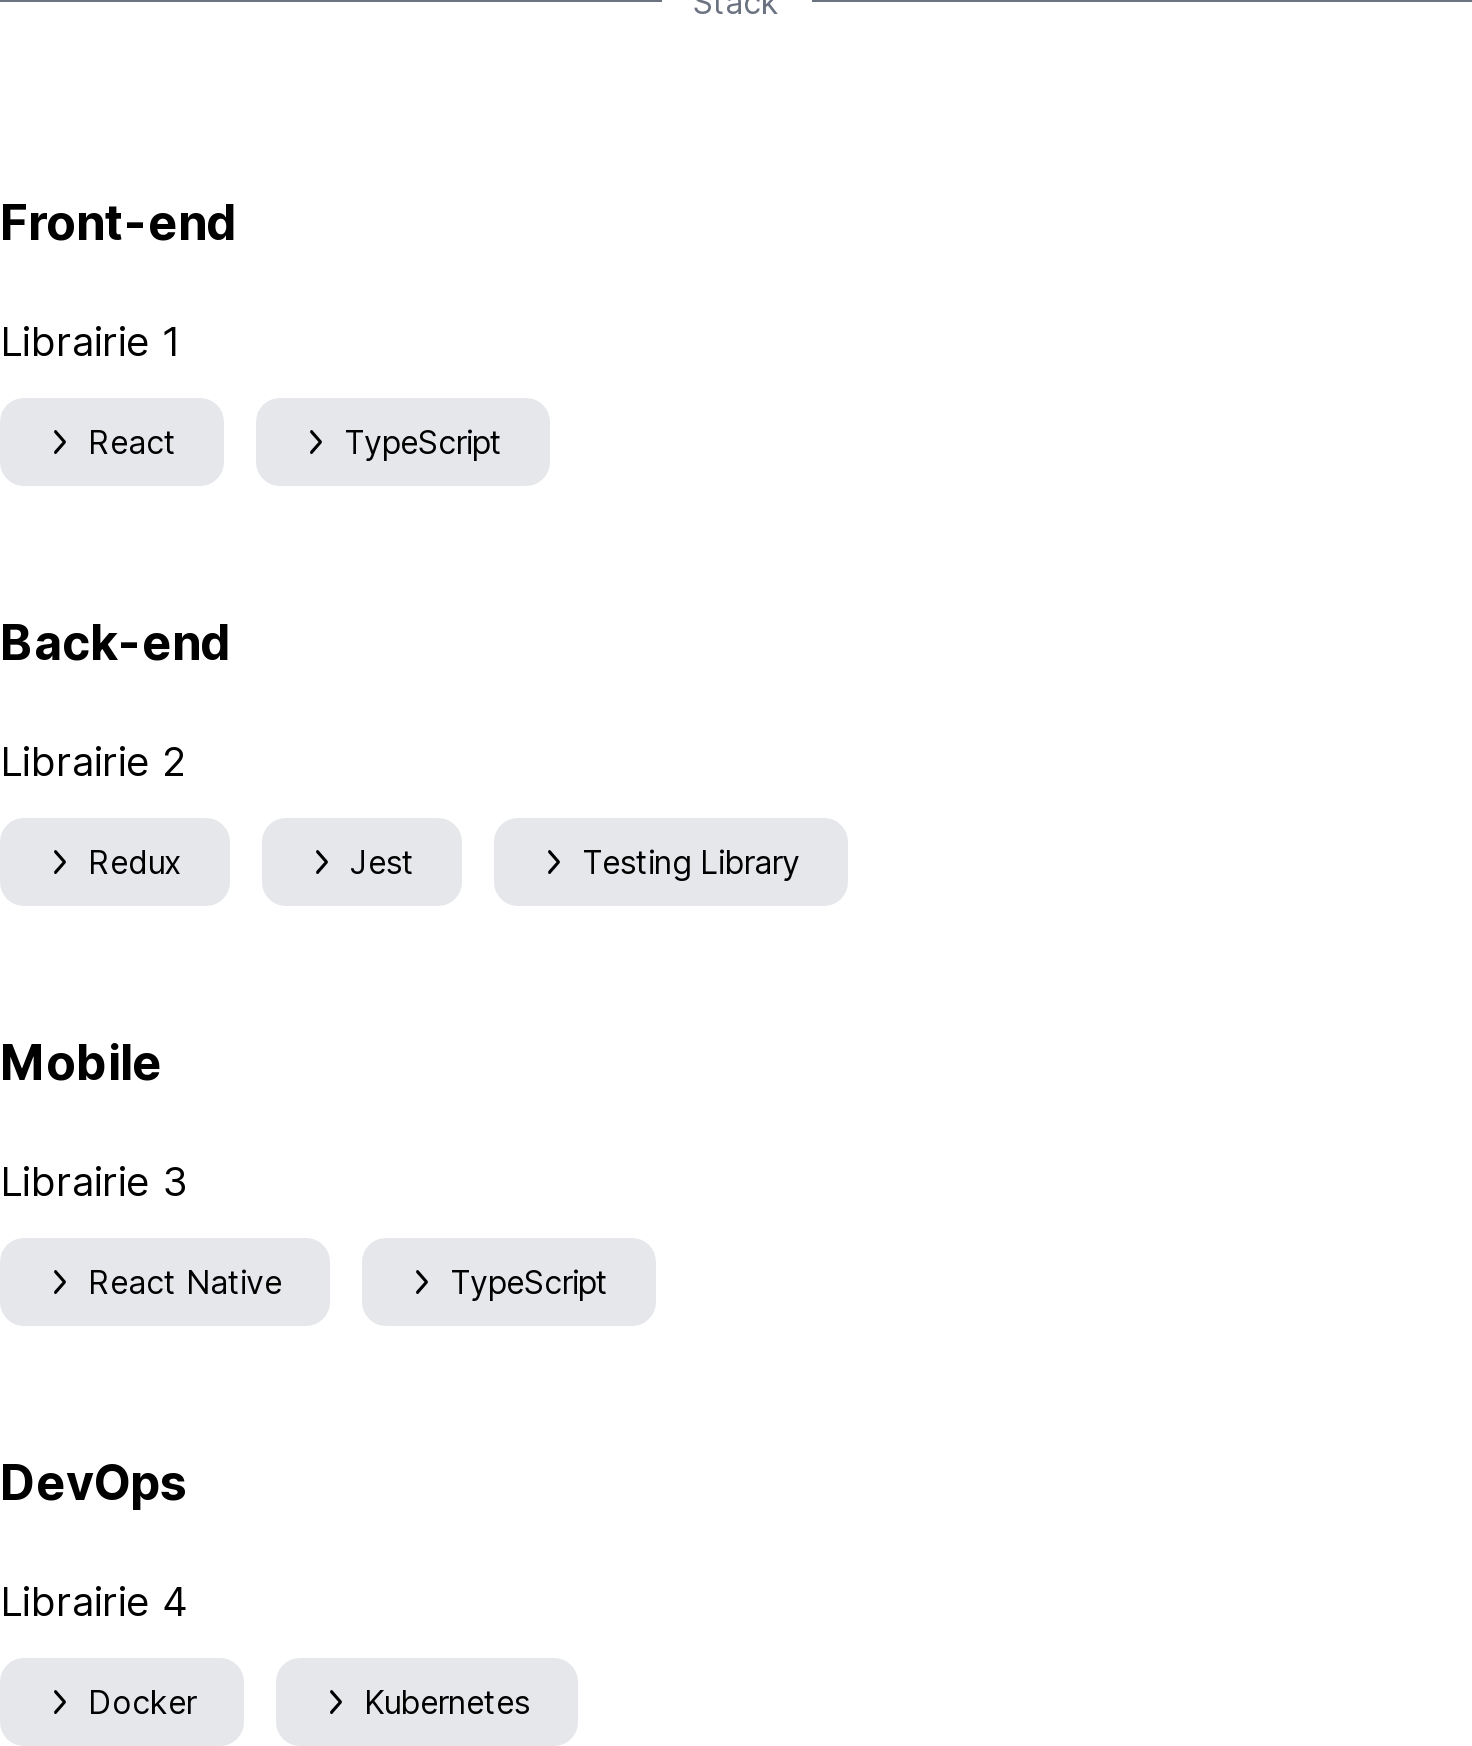 Stack
Front-end
Librairie 1
React TypeScript
Back-end
Librairie 2
Redux Jest Testing Library
Mobile
Librairie 3
React Native TypeScript
DevOps
Librairie 4
Docker Kubernetes